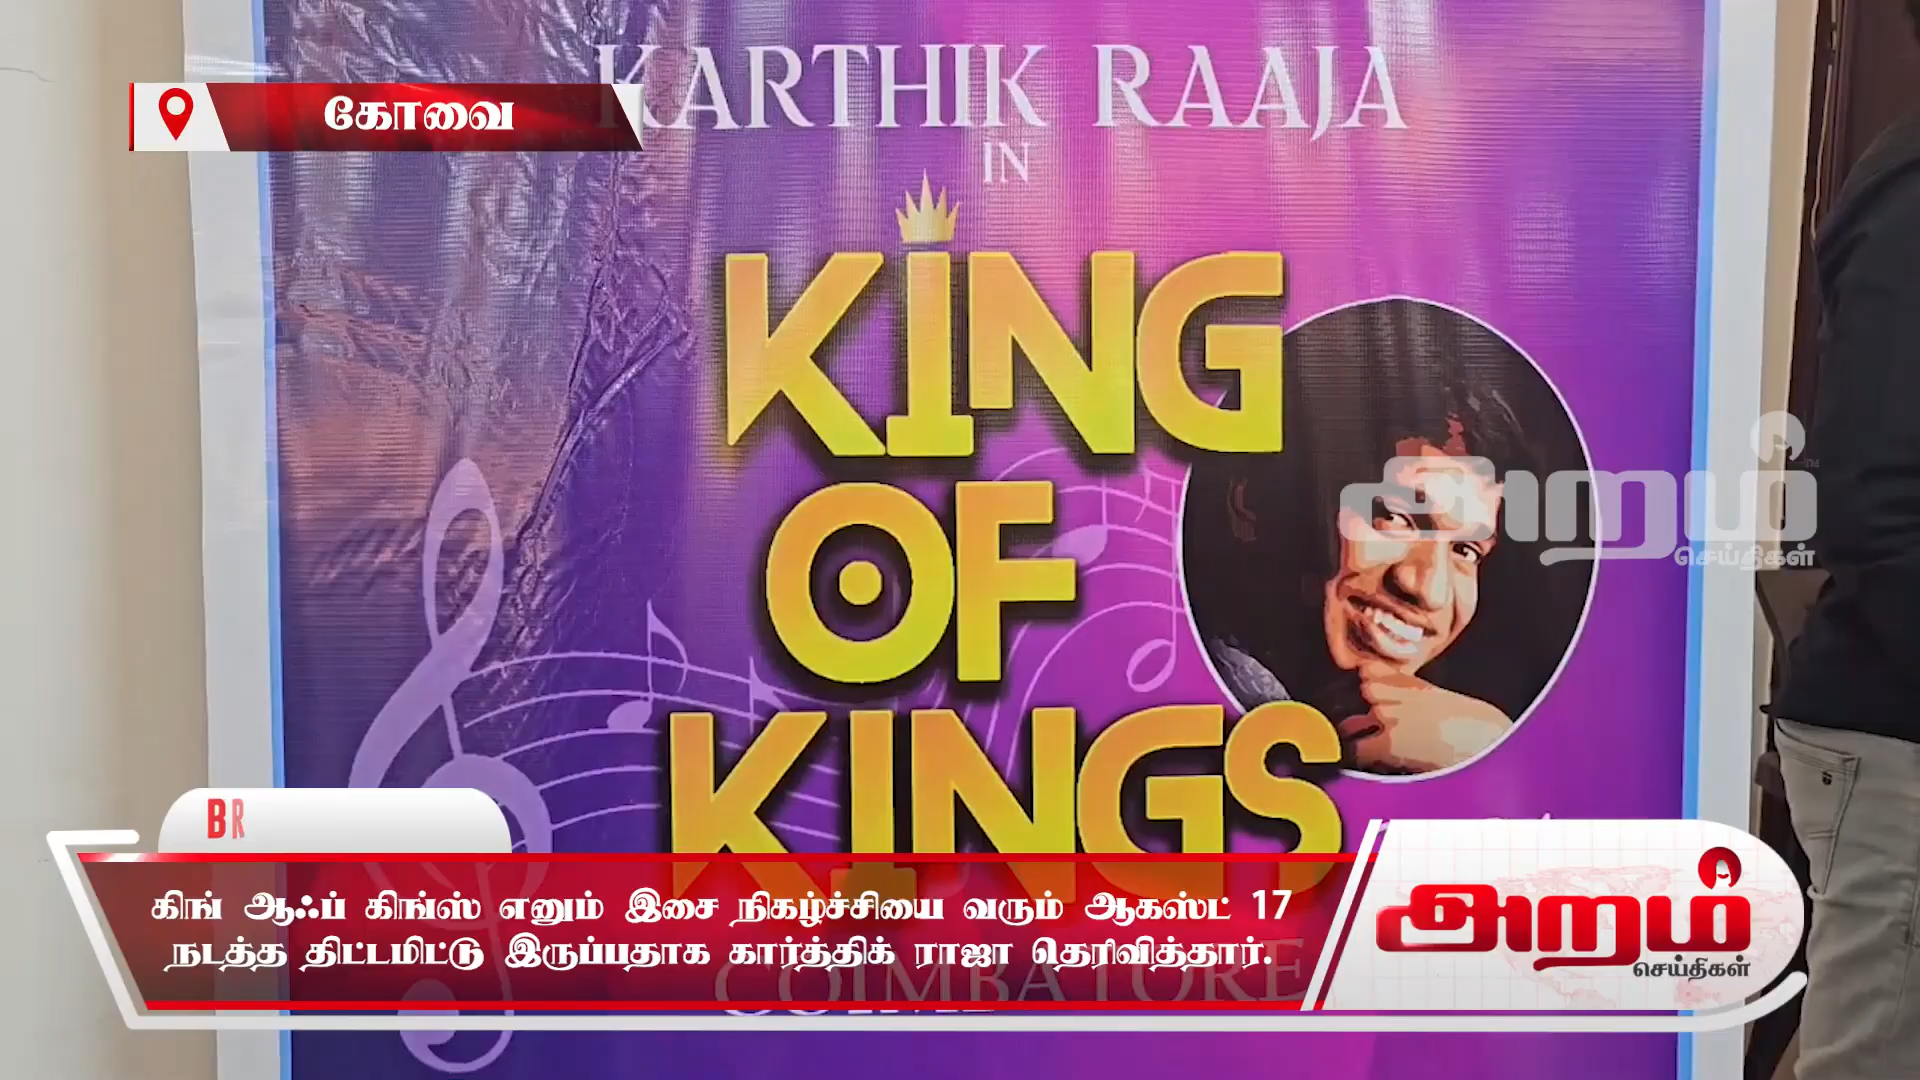 KARTHIK RAAJA
கோவை
IN
KING
OF
KINGS
அறம்
செய்திகள்
BR
கிங் ஆஃப் கிங்ஸ் எனும் இசை நிகழ்ச்சியை வரும் ஆகஸ்ட் 17
நடத்த திட்டமிட்டு இருப்பதாக கார்த்திக் ராஜா தெரிவித்தார்.
அறம்
செய்திகள்
COIMBATORE